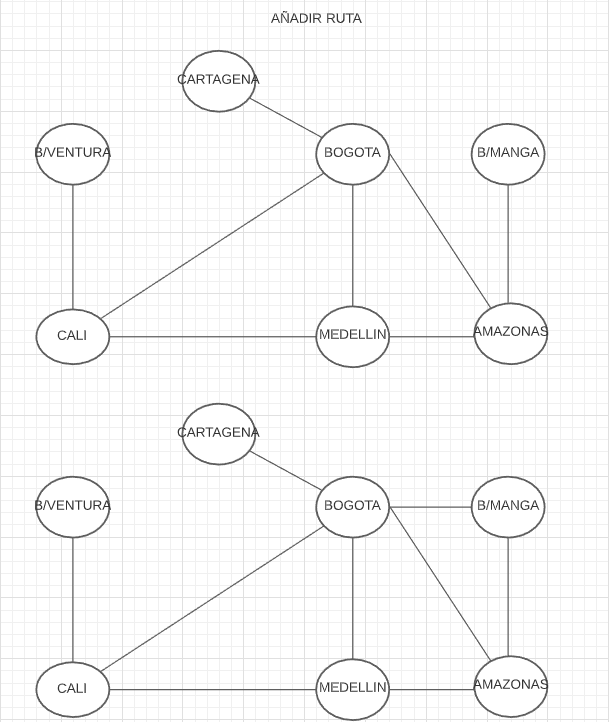 AÑADIR RUTA
CARTAGENA
B/VENTURA
BOGOTA
B/MANGA
CALI
MEDELLIN
AMAZONAS
CARTAGENA
B/VENTURA
BOGOTA
B/MANGA
CALI
MEDELLIN
AMAZONAS